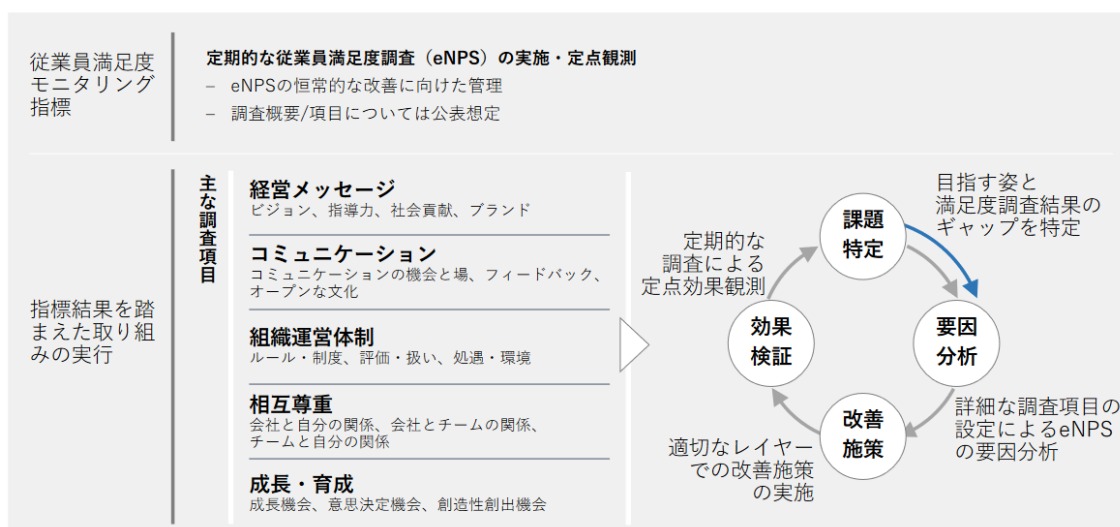 従業員満足度
モニタリング
指標
定期的な従業員満足度調査（eNPS）の実施・定点観測
– eNPSの恒常的な改善に向けた管理
– 調査概要/項目については公表想定
指標結果を踏
まえた取り組
みの実行
主な調査項目
経営メッセージ
ビジョン、指導力、社会貢献、ブランド
コミュニケーション
コミュニケーションの機会と場、フィードバック、
オープンな文化
組織運営体制
ルール・制度、評価・扱い、処遇・環境
相互尊重
会社と自分の関係、会社とチームの関係、
チームと自分の関係
成長・育成
成長機会、意思決定機会、創造性創出機会
課題
特定
目指す姿と
満足度調査結果の
ギャップを特定
要因
分析
詳細な調査項目の
設定によるeNPS
の要因分析
改善
施策
適切なレイヤー
での改善施策
の実施
効果
検証
定期的な
調査による
定点効果観測